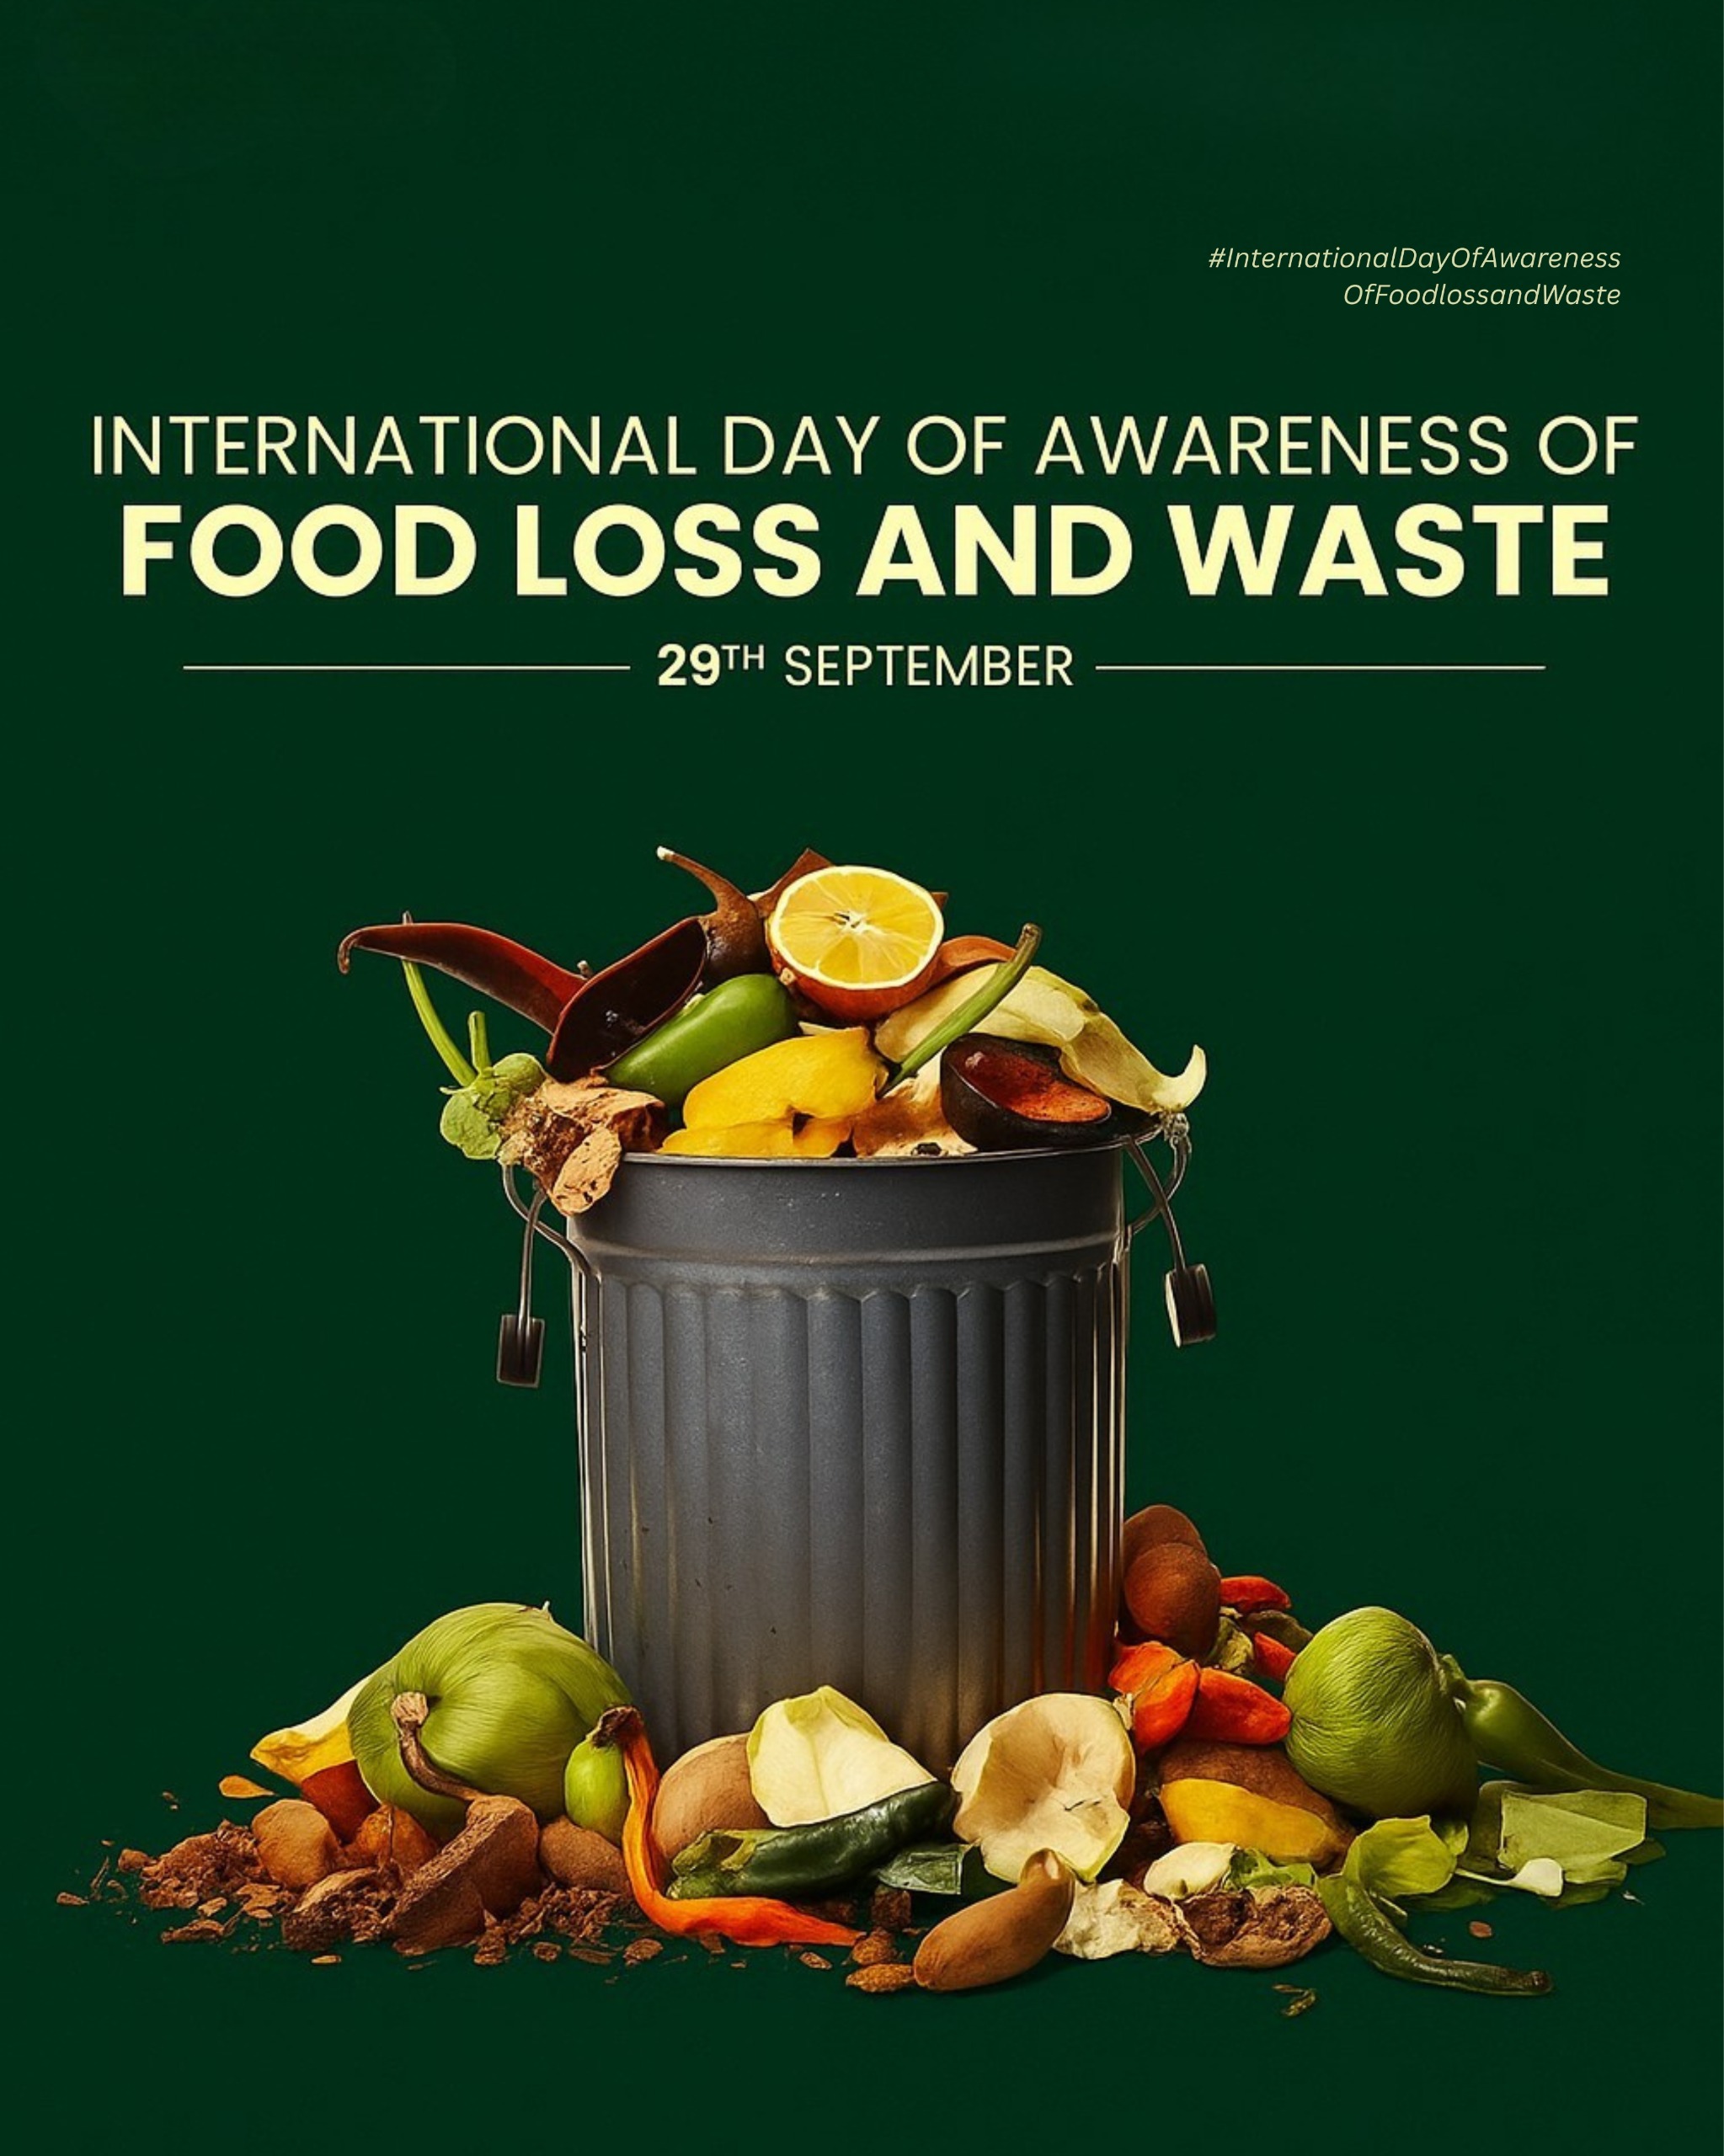 #InternationalDayOfAwareness
OfFoodlossandWaste
INTERNATIONAL DAY OF AWARENESS OF
FOOD LOSS AND WASTE
29TH SEPTEMBER